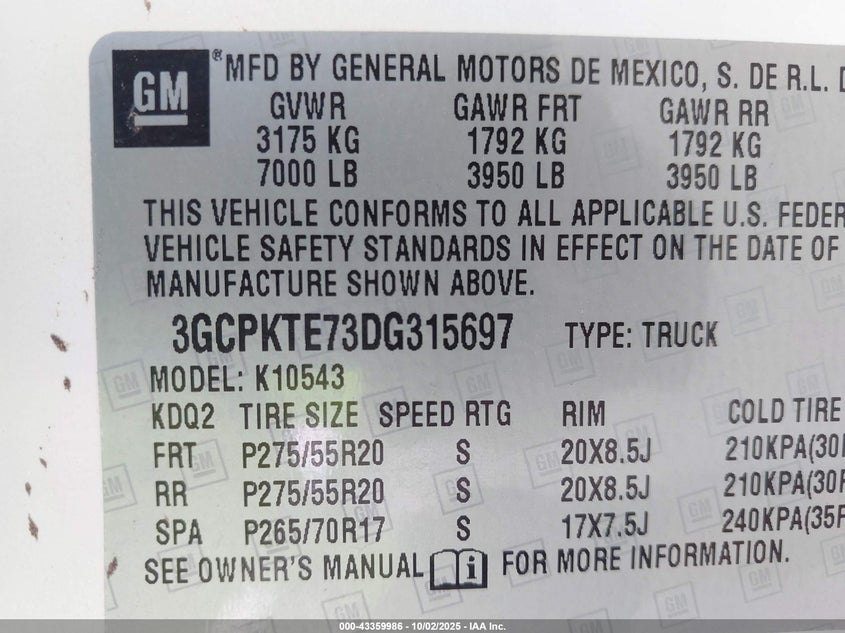 GM
® MFD BY GENERAL MOTORS DE MEXICO, S. DE R.L.
GVWR GAWR FRT GAWR RR
3175 KG 1792 KG 1792 KG
7000 LB 3950 LB 3950 LB
THIS VEHICLE CONFORMS TO ALL APPLICABLE U.S. FEDER
VEHICLE SAFETY STANDARDS IN EFFECT ON THE DATE OF
MANUFACTURE SHOWN ABOVE.
3GCPKTE73DG315697 TYPE: TRUCK
MODEL: K10543
KDQ2 TIRE SIZE SPEED RTG RIM COLD TIRE
FRT P275/55R20 S 20X8.5J 210KPA(30
RR P275/55R20 S 20X8.5J 210KPA(30
SPA P265/70R17 S 17X7.5J 240KPA(35
SEE OWNER'S MANUAL i FOR MORE INFORMATION.
000-43359986 - 10/02/2025 - IAA Inc.